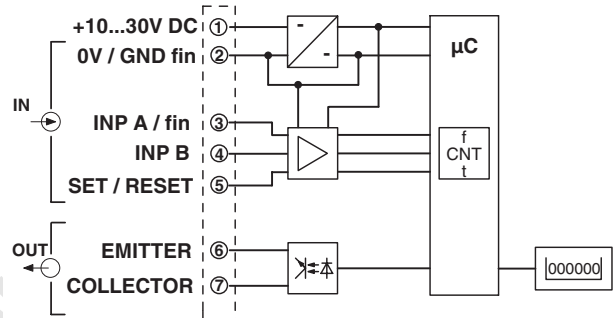 +10...30V DC ①
0V / GND fin ②
µC
IN
INP A / fin ③
INP B ④
SET / RESET ⑤
f
CNT
t
OUT
EMITTER ⑥
COLLECTOR ⑦
000000